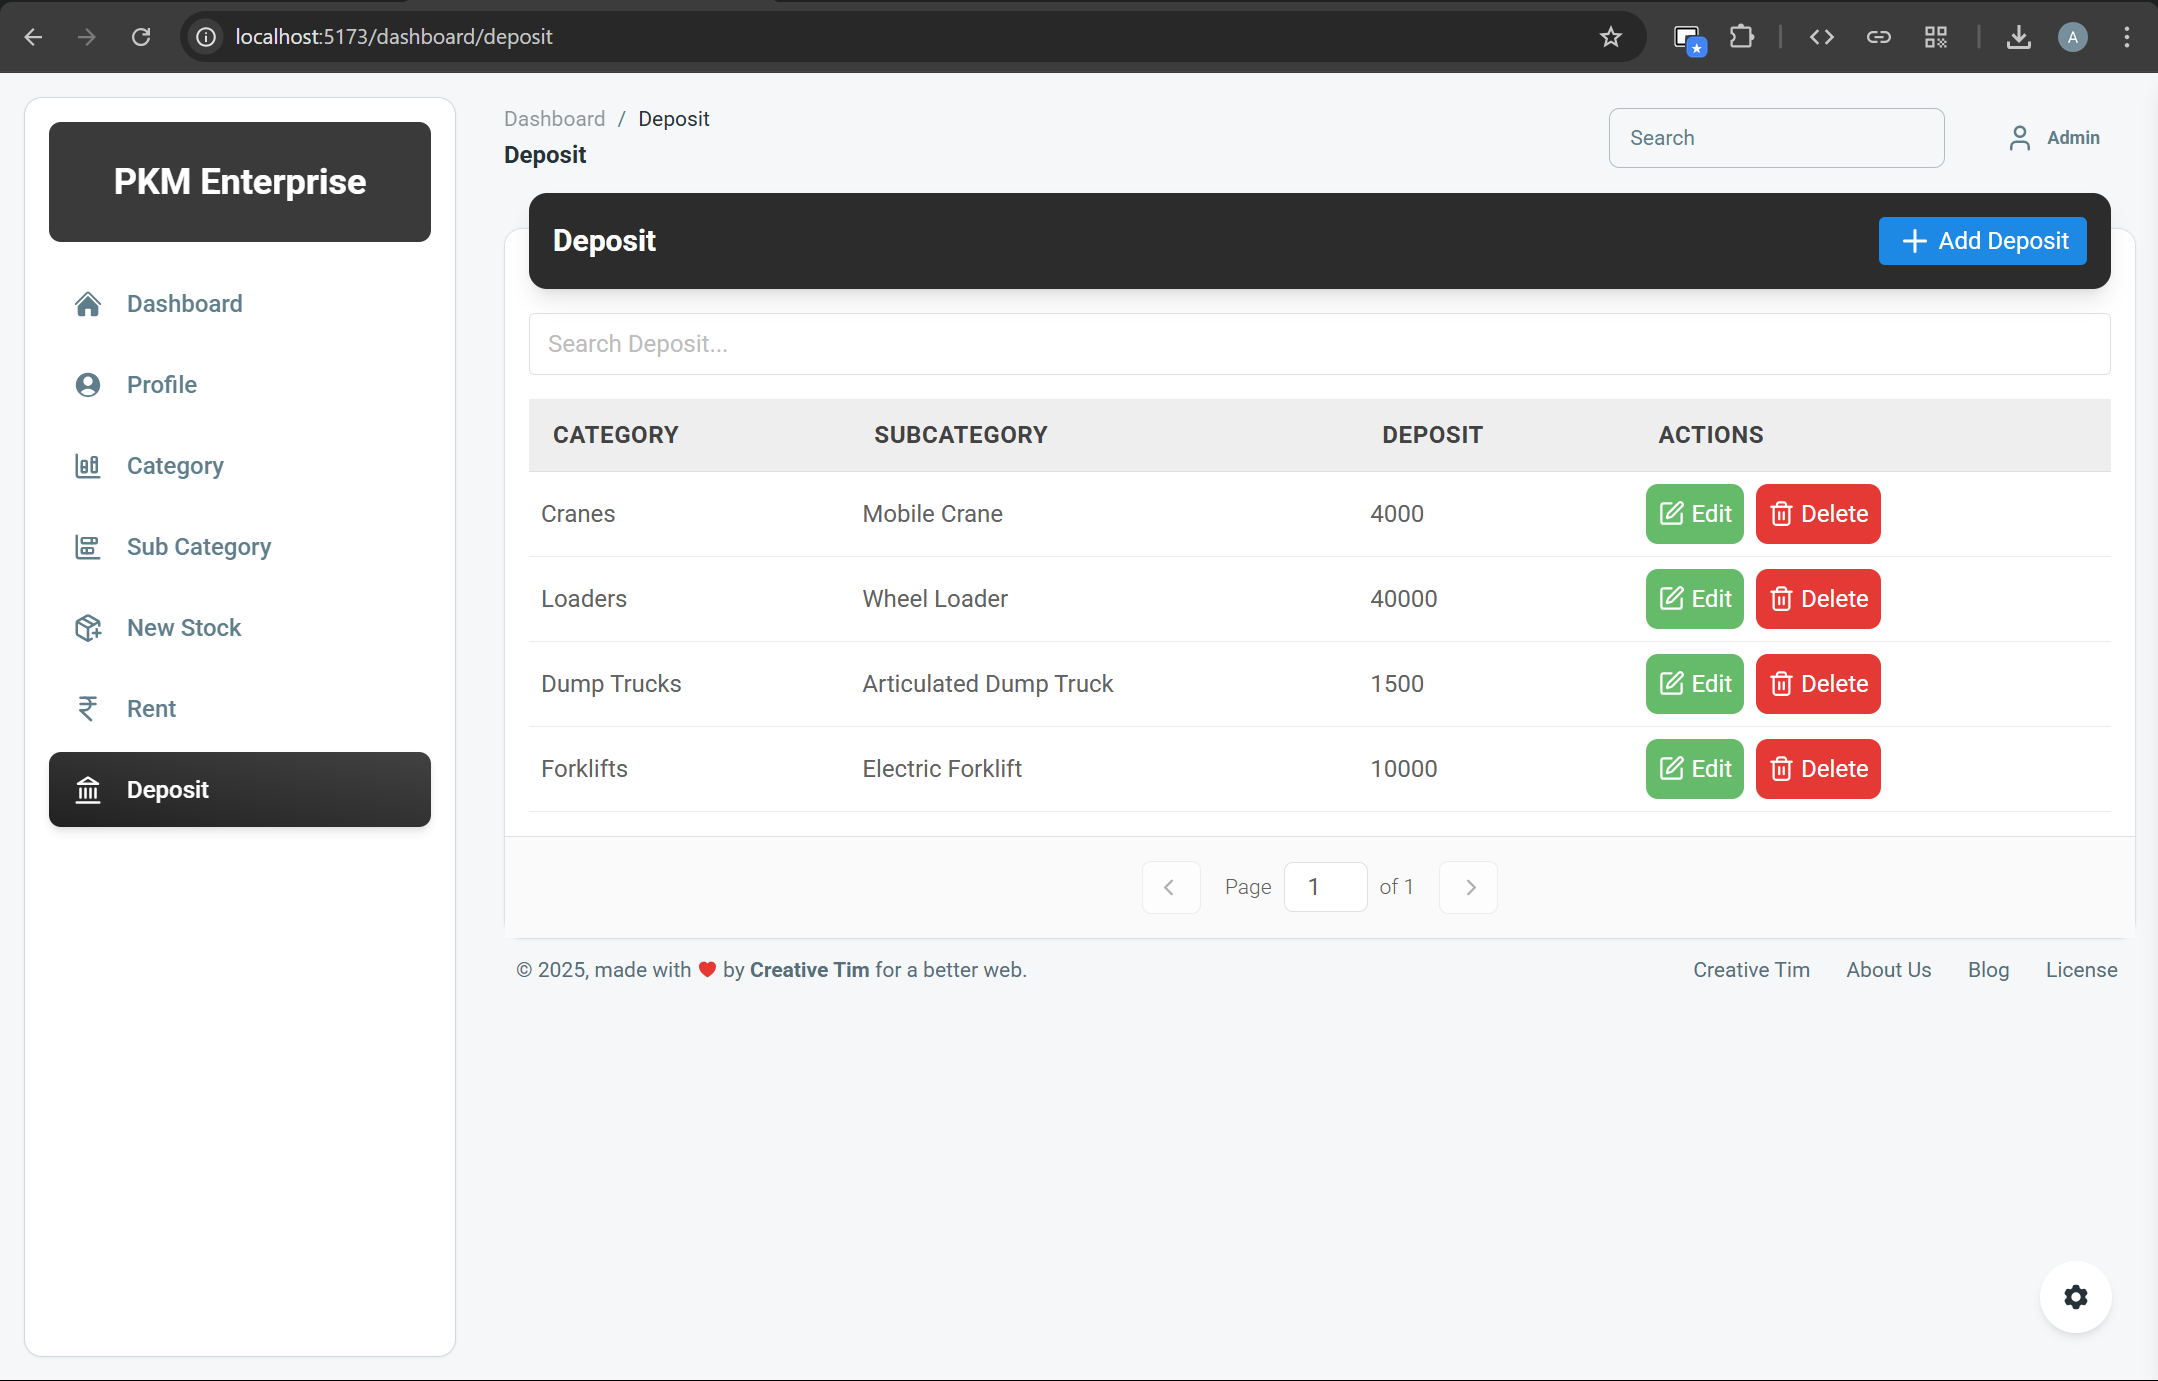 localhost:5173/dashboard/deposit
A
PKM Enterprise
Dashboard
Profile
Category
Sub Category
New Stock
Rent
Deposit
Dashboard / Deposit
Deposit
Search
Admin
Deposit
Add Deposit
Search Deposit...
CATEGORY SUBCATEGORY DEPOSIT ACTIONS
Cranes Mobile Crane 4000 Edit Delete
Loaders Wheel Loader 40000 Edit Delete
Dump Trucks Articulated Dump Truck 1500 Edit Delete
Forklifts Electric Forklift 10000 Edit Delete
Page 1 of 1
© 2025, made with ❤ by Creative Tim for a better web.
Creative Tim About Us Blog License